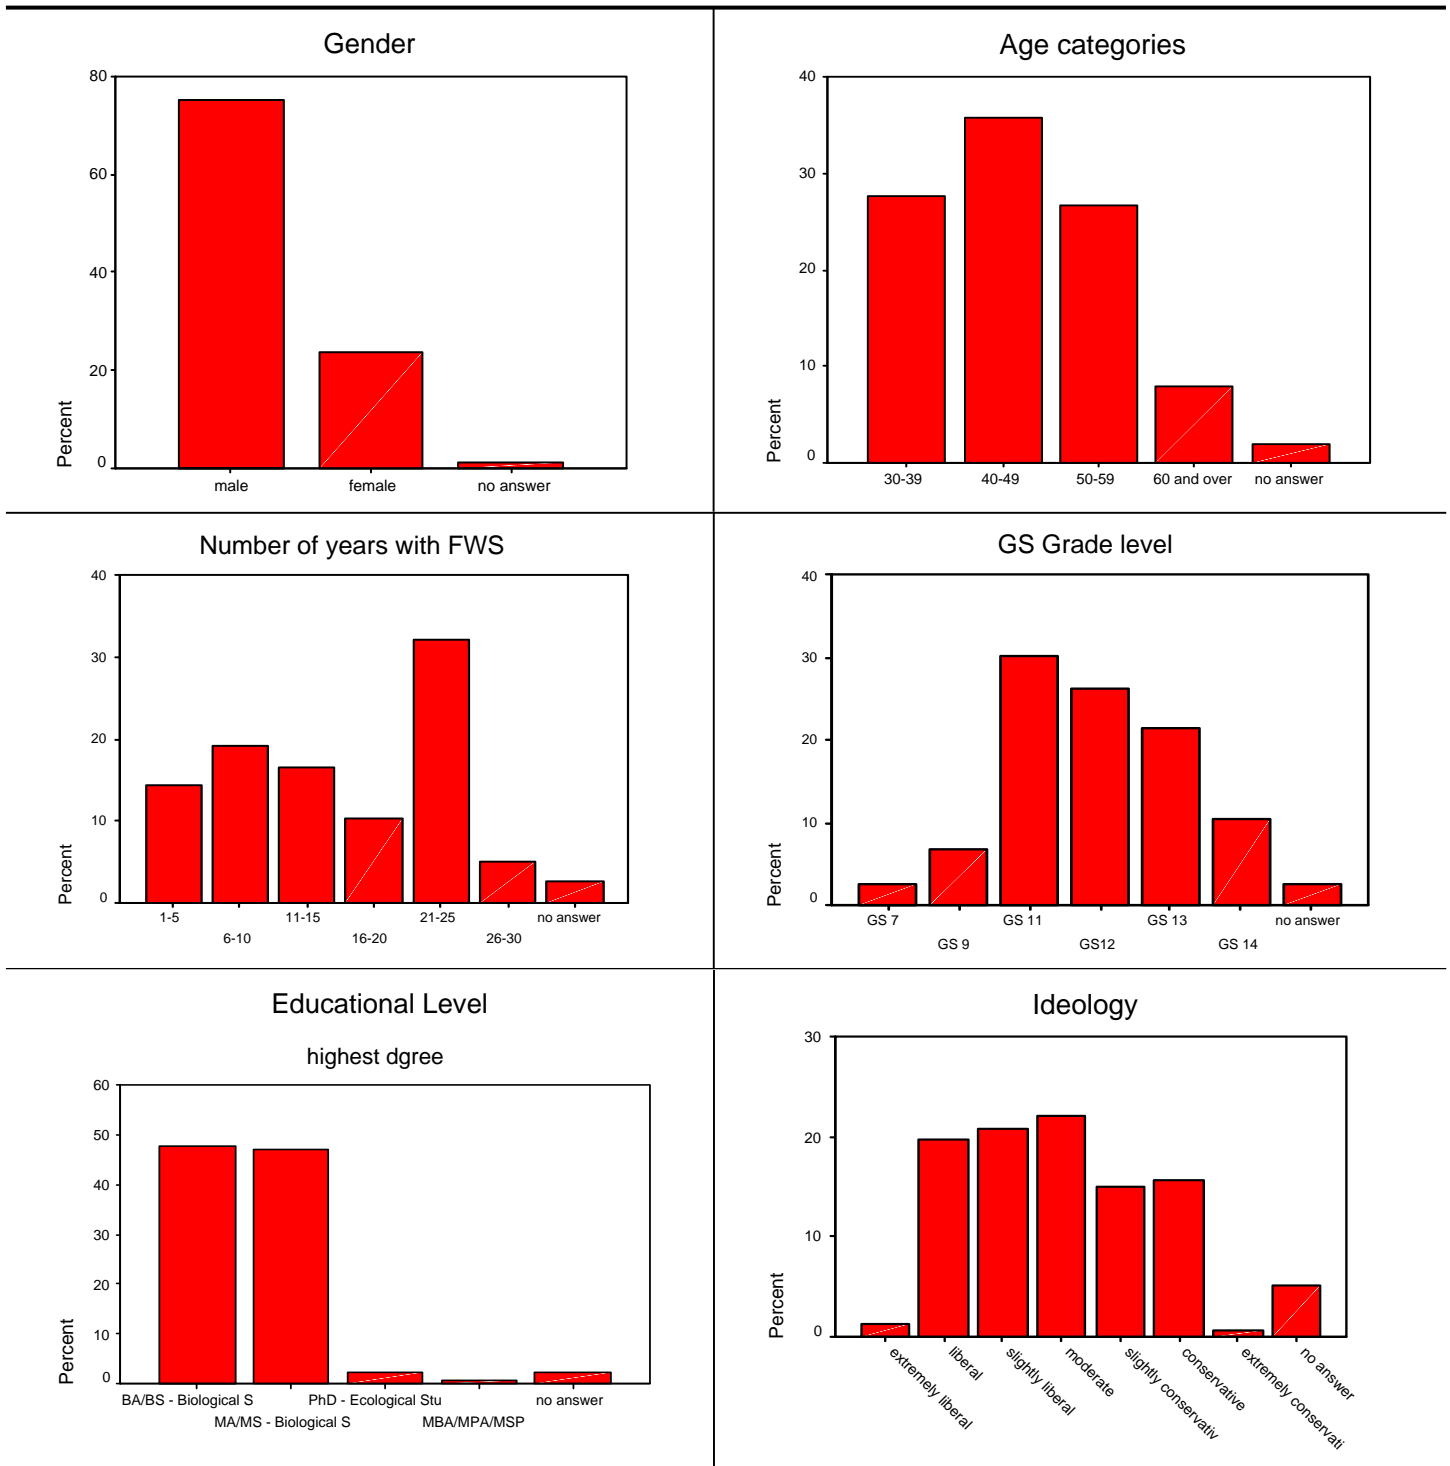 Gender
80
60
40
20
0
Percent
male female no answer
Age categories
40
30
20
10
0
Percent
30-39 40-49 50-59 60 and over no answer
Number of years with FWS
40
30
20
10
0
Percent
1-5 11-15 21-25 no answer
6-10 16-20 26-30
GS Grade level
40
30
20
10
0
Percent
GS 7 GS 11 GS 13 no answer
GS 9 GS12 GS 14
Educational Level
highest dgree
60
50
40
30
20
10
0
Percent
BA/BS - Biological S PhD - Ecological Stu no answer
MA/MS - Biological S MBA/MPA/MSP
Ideology
30
20
10
0
Percent
extremely liberal
liberal
slightly liberal
moderate
slightly conservativ
conservative
extremely conservati
no answer